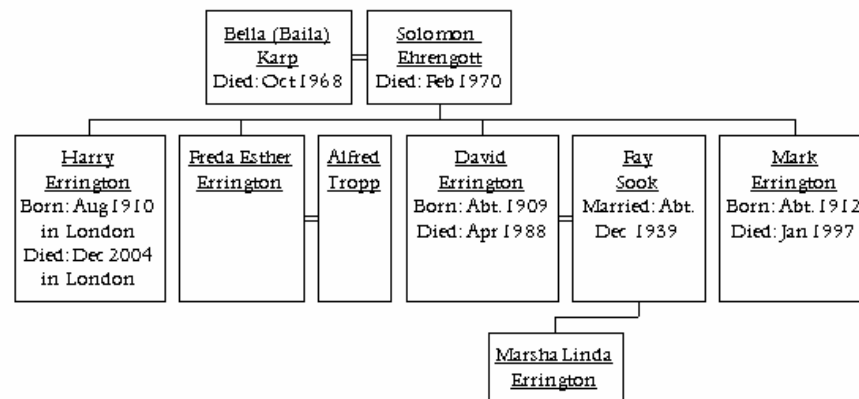 Bella (Baila)
Karp
Died: Oct 1968
Solomon
Ehrengott
Died: Feb 1970
Harry
Errington
Born: Aug 1910
in London
Died: Dec 2004
in London
Freda Esther
Errington
Alfred
Tropp
David
Errington
Born: Abt. 1909
Died: Apr 1988
Fay
Sook
Married: Abt.
Dec 1939
Mark
Errington
Born: Abt. 1912
Died: Jan 1997
Marsha Linda
Errington